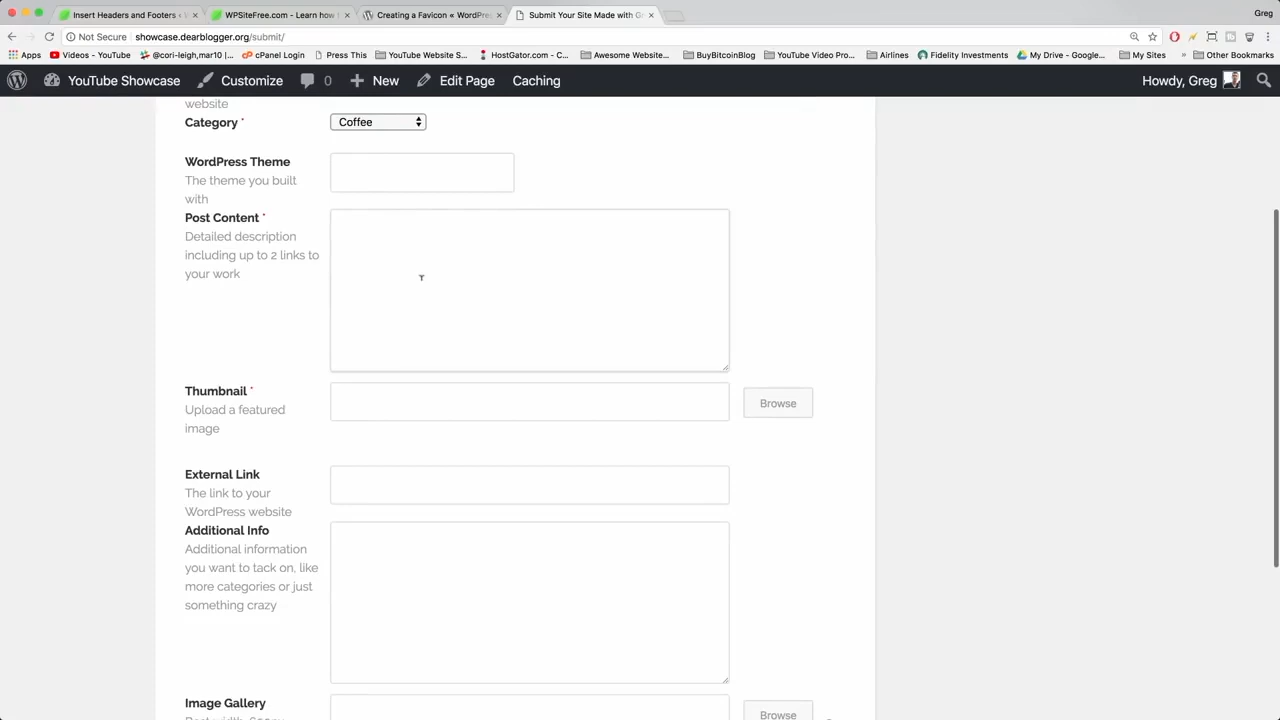 Insert Headers and Footers « W
WPSiteFree.com - Learn how t
Creating a Favicon « WordPre
Submit Your Site Made with G
Greg
Not Secure showcase.dearblogger.org/submit/
Apps
Videos - YouTube
@cori-leigh,mar10 |...
cPanel Login
Press This
YouTube Website S...
HostGator.com - C...
Awesome Website...
BuyBitcoinBlog
YouTube Video Pro...
Airlines
Fidelity Investments
My Drive - Google...
My Sites
»
Other Bookmarks
YouTube Showcase
Customize
0
New
Edit Page
Caching
Howdy, Greg
website
Category *
Coffee
WordPress Theme
The theme you built
with
Post Content *
Detailed description
including up to 2 links to
your work
Thumbnail *
Upload a featured
image
Browse
External Link
The link to your
WordPress website
Additional Info
Additional information
you want to tack on, like
more categories or just
something crazy
Image Gallery
Browse